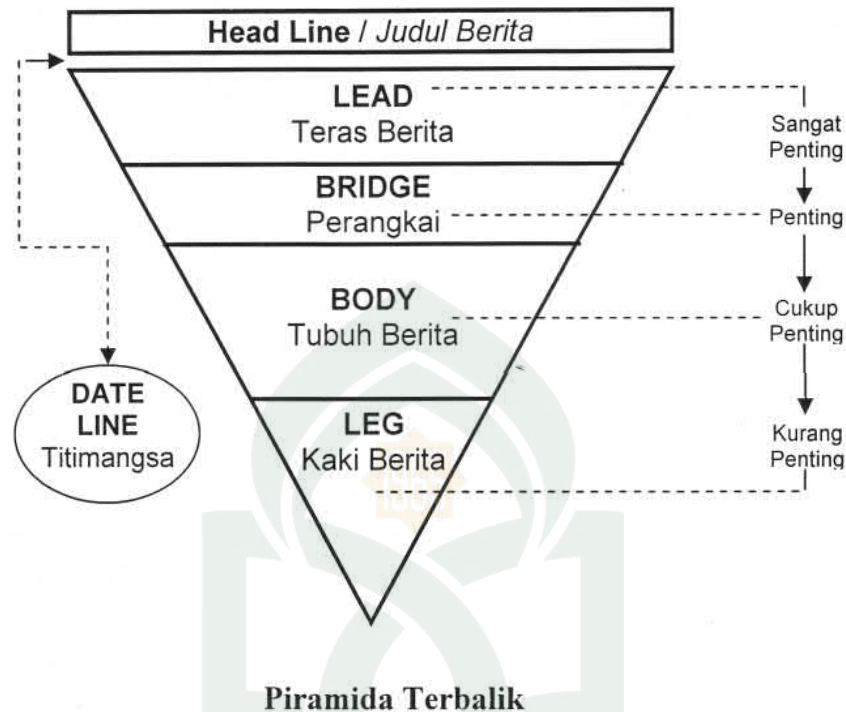 Head Line / Judul Berita
LEAD
Teras Berita
Sangat
Penting
BRIDGE
Perangkai
Penting
BODY
Tubuh Berita
Cukup
Penting
DATE
LINE
Titimangsa
LEG
Kaki Berita
Kurang
Penting
1965
Piramida Terbalik